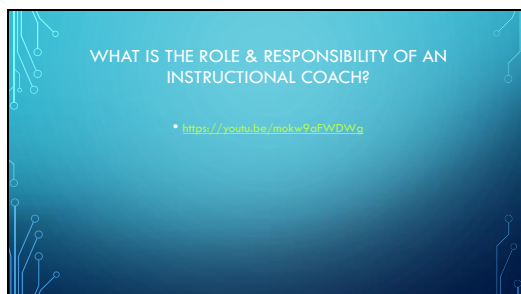 WHAT IS THE ROLE & RESPONSIBILITY OF AN
INSTRUCTIONAL COACH?
• https://youtu.be/mokw9aFWDWg